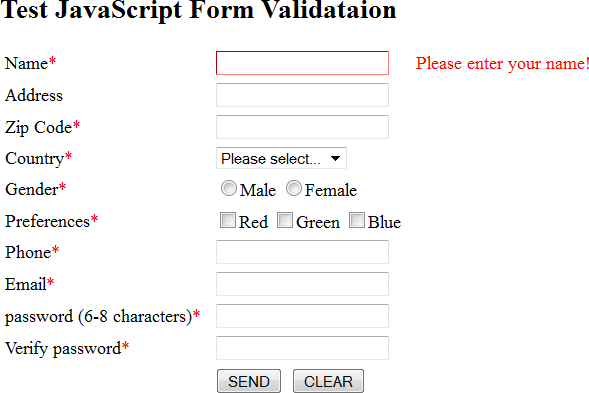 Test JavaScript Form Validataion
Name* Please enter your name!
Address
Zip Code*
Country* Please select...
Gender* Male Female
Preferences* Red Green Blue
Phone*
Email*
password (6-8 characters)*
Verify password*
SEND CLEAR